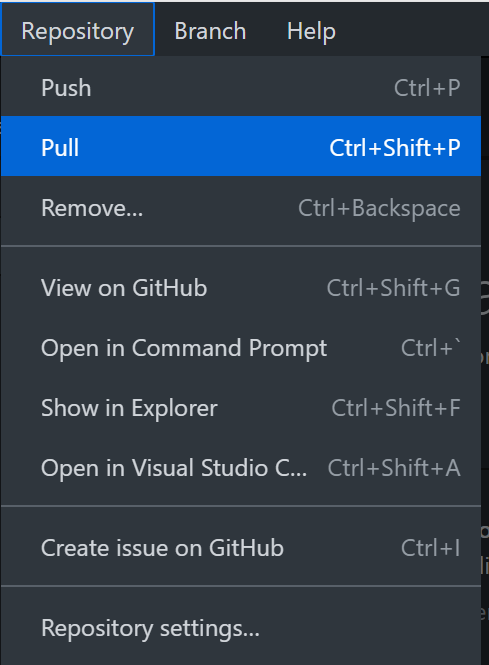 Repository Branch Help
Push Ctrl+P
Pull Ctrl+Shift+P
Remove... Ctrl+Backspace
View on GitHub Ctrl+Shift+G
Open in Command Prompt Ctrl+`
Show in Explorer Ctrl+Shift+F
Open in Visual Studio C... Ctrl+Shift+A
Create issue on GitHub Ctrl+I
Repository settings...